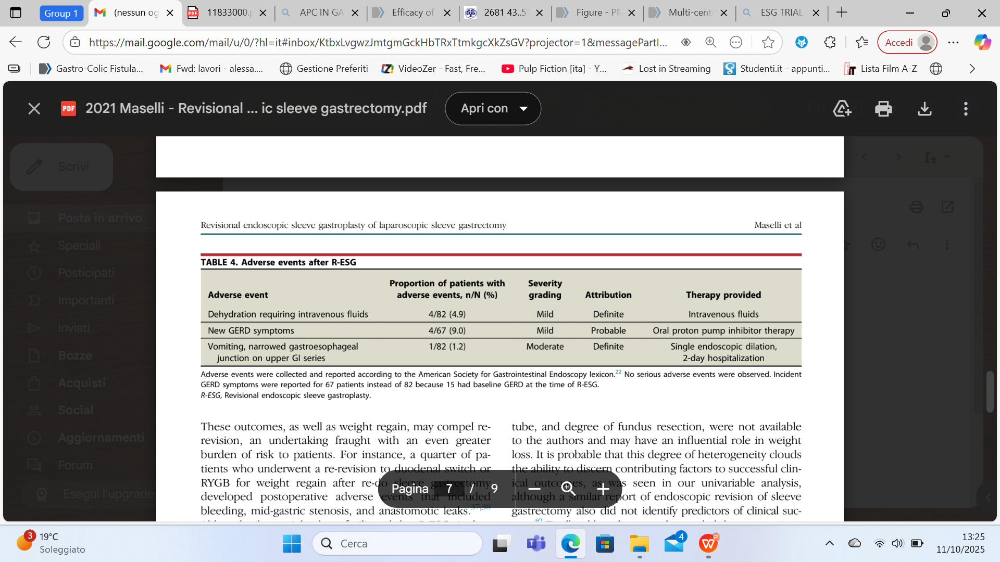 Group 1
(nessun og
11833000.p
APC IN GA
Efficacy of
2681 43..5
Figure - PM
Multi-cent
ESG TRIAL
https://mail.google.com/mail/u/0/?hl=it#inbox/KtbxLvgwzJmtgmGckHbTRxTtmkgcXkZsGV?projector=1&messagePartI...
Accedi
Gastro-Colic Fistula...
Fwd: lavori - alessa....
Gestione Preferiti
VideoZer - Fast, Fre...
Pulp Fiction [ita] - Y...
Lost in Streaming
Studenti.it - appunti...
Lista Film A-Z
PDF
2021 Maselli - Revisional ... ic sleeve gastrectomy.pdf
Apri con
Scrivi
Posta in arrivo
Speciali
Posticipati
Importanti
Inviati
Bozze
Acquisti
Social
Aggiornamenti
Forum
Esegui l'upgrade
Revisional endoscopic sleeve gastroplasty of laparoscopic sleeve gastrectomy
Maselli et al
TABLE 4. Adverse events after R-ESG
Adverse event
Proportion of patients with
adverse events, n/N (%)
Severity
grading
Attribution
Therapy provided
Dehydration requiring intravenous fluids 4/82 (4.9) Mild Definite Intravenous fluids
New GERD symptoms 4/67 (9.0) Mild Probable Oral proton pump inhibitor therapy
Vomiting, narrowed gastroesophageal 1/82 (1.2) Moderate Definite Single endoscopic dilation,
junction on upper GI series 2-day hospitalization
Adverse events were collected and reported according to the American Society for Gastrointestinal Endoscopy lexicon.22 No serious adverse events were observed. Incident
GERD symptoms were reported for 67 patients instead of 82 because 15 had baseline GERD at the time of R-ESG.
R-ESG, Revisional endoscopic sleeve gastroplasty.
These outcomes, as well as weight regain, may compel re-
revision, an undertaking fraught with an even greater
burden of risk to patients. For instance, a quarter of pa-
tients who underwent a re-revision to duodenal switch or
RYGB for weight regain after re-do sleeve gastrectomy
developed postoperative adverse events that included
bleeding, mid-gastric stenosis, and anastomotic leaks.37,38
tube, and degree of fundus resection, were not available
to the authors and may have an influential role in weight
loss. It is probable that this degree of heterogeneity clouds
the ability to discern contributing factors to successful clin-
ical outcomes, as was seen in our univariable analysis,
although a similar report of endoscopic revision of sleeve
gastrectomy also did not identify predictors of clinical suc-
40
Pagina 7 / 9
3
19°C
Soleggiato
Cerca
4
13:25
11/10/2025